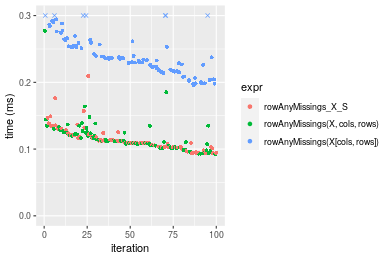 0.3
0.2
0.1
0.0
time (ms)
0
25
50
75
100
iteration
expr
rowAnyMissings_X_S
rowAnyMissings(X, cols, rows)
rowAnyMissings(X[cols, rows])